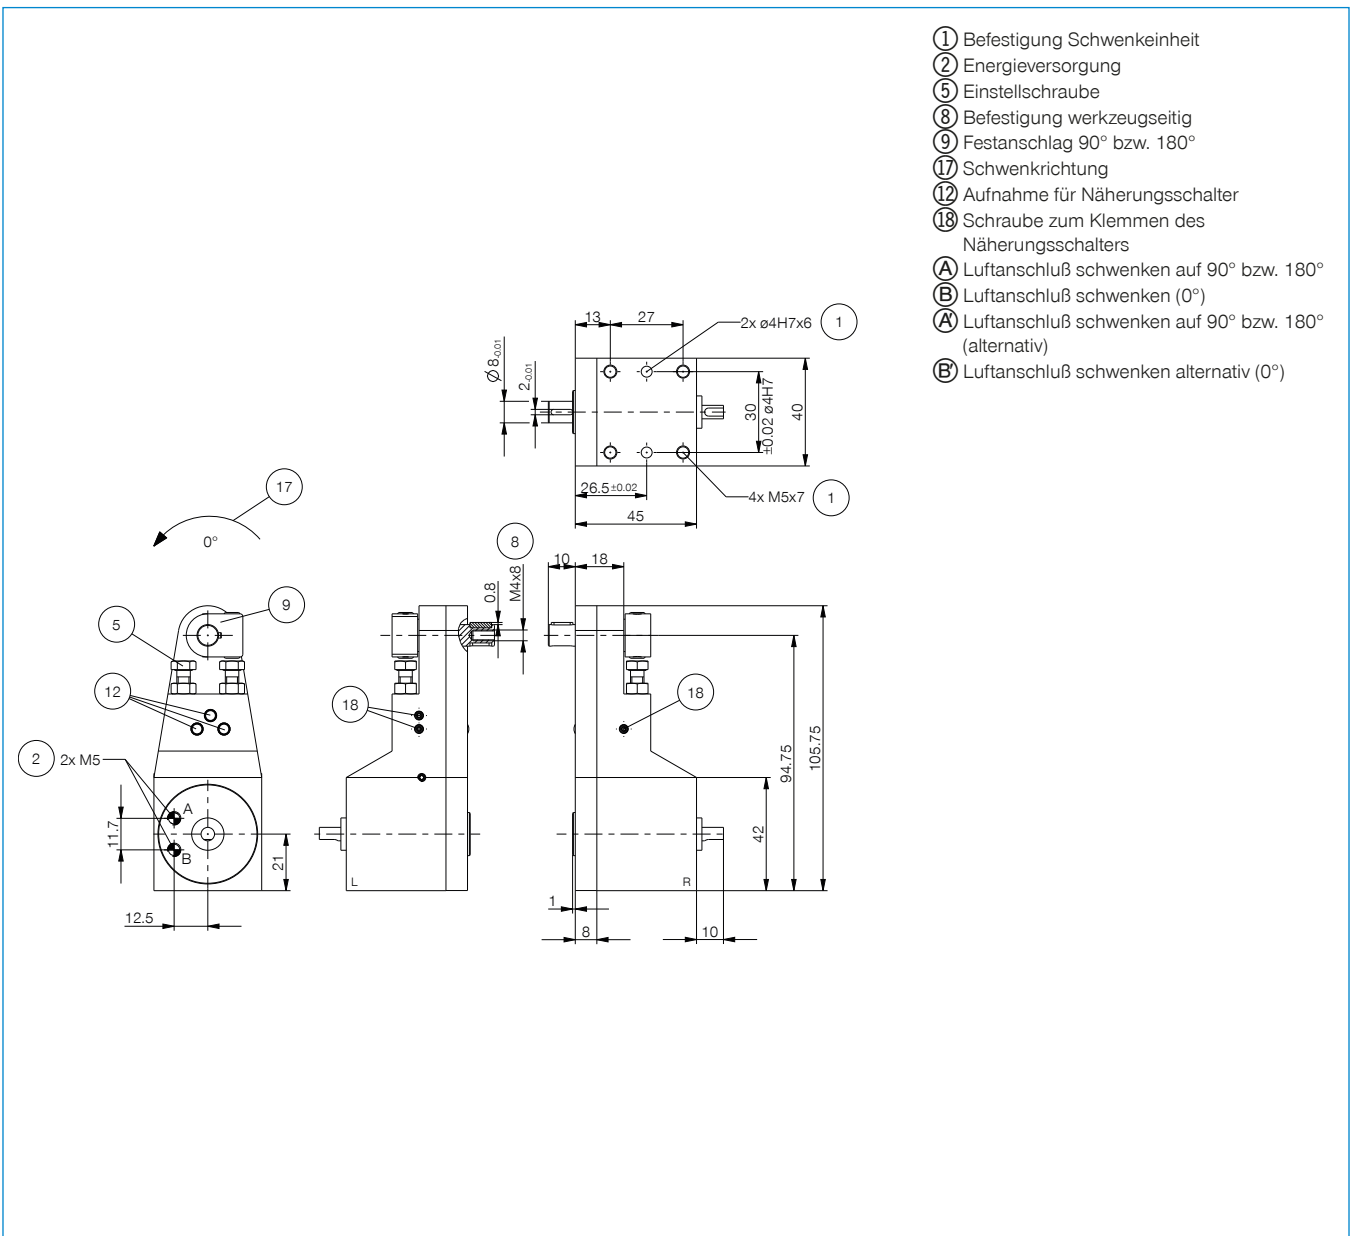 ① Befestigung Schwenkeinheit
② Energieversorgung
⑤ Einstellschraube
⑧ Befestigung werkzeugseitig
⑨ Festanschlag 90° bzw. 180°
⑰ Schwenkrichtung
⑫ Aufnahme für Näherungsschalter
⑱ Schraube zum Klemmen des
Näherungsschalters
Ⓐ Luftanschluß schwenken auf 90° bzw. 180°
Ⓑ Luftanschluß schwenken (0°)
A' Luftanschluß schwenken auf 90° bzw. 180°
(alternativ)
B' Luftanschluß schwenken alternativ (0°)
13
27
2x ø4H7x6
1
Ø8-0.01
2-0.01
30
±0.02 ø4H7
40
26.5±0.02
45
4x M5x7
1
17
0°
8
10
18
0.8
M4x8
9
5
12
18
18
2
2x M5
A
B
11.7
21
12.5
L
R
94.75
105.75
42
1
8
10